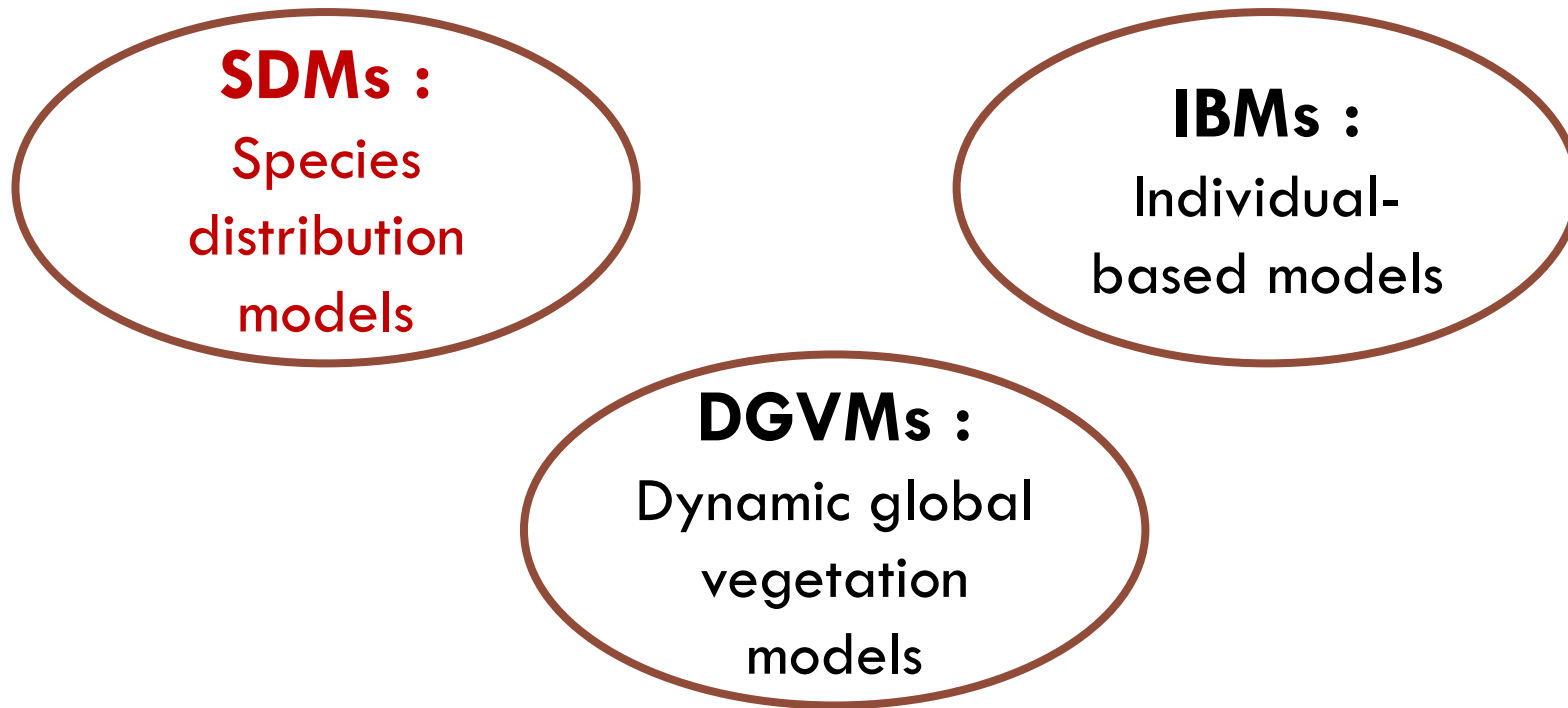 SDMs :
Species
distribution
models
IBMs :
Individual-
based models
DGVMs :
Dynamic global
vegetation
models